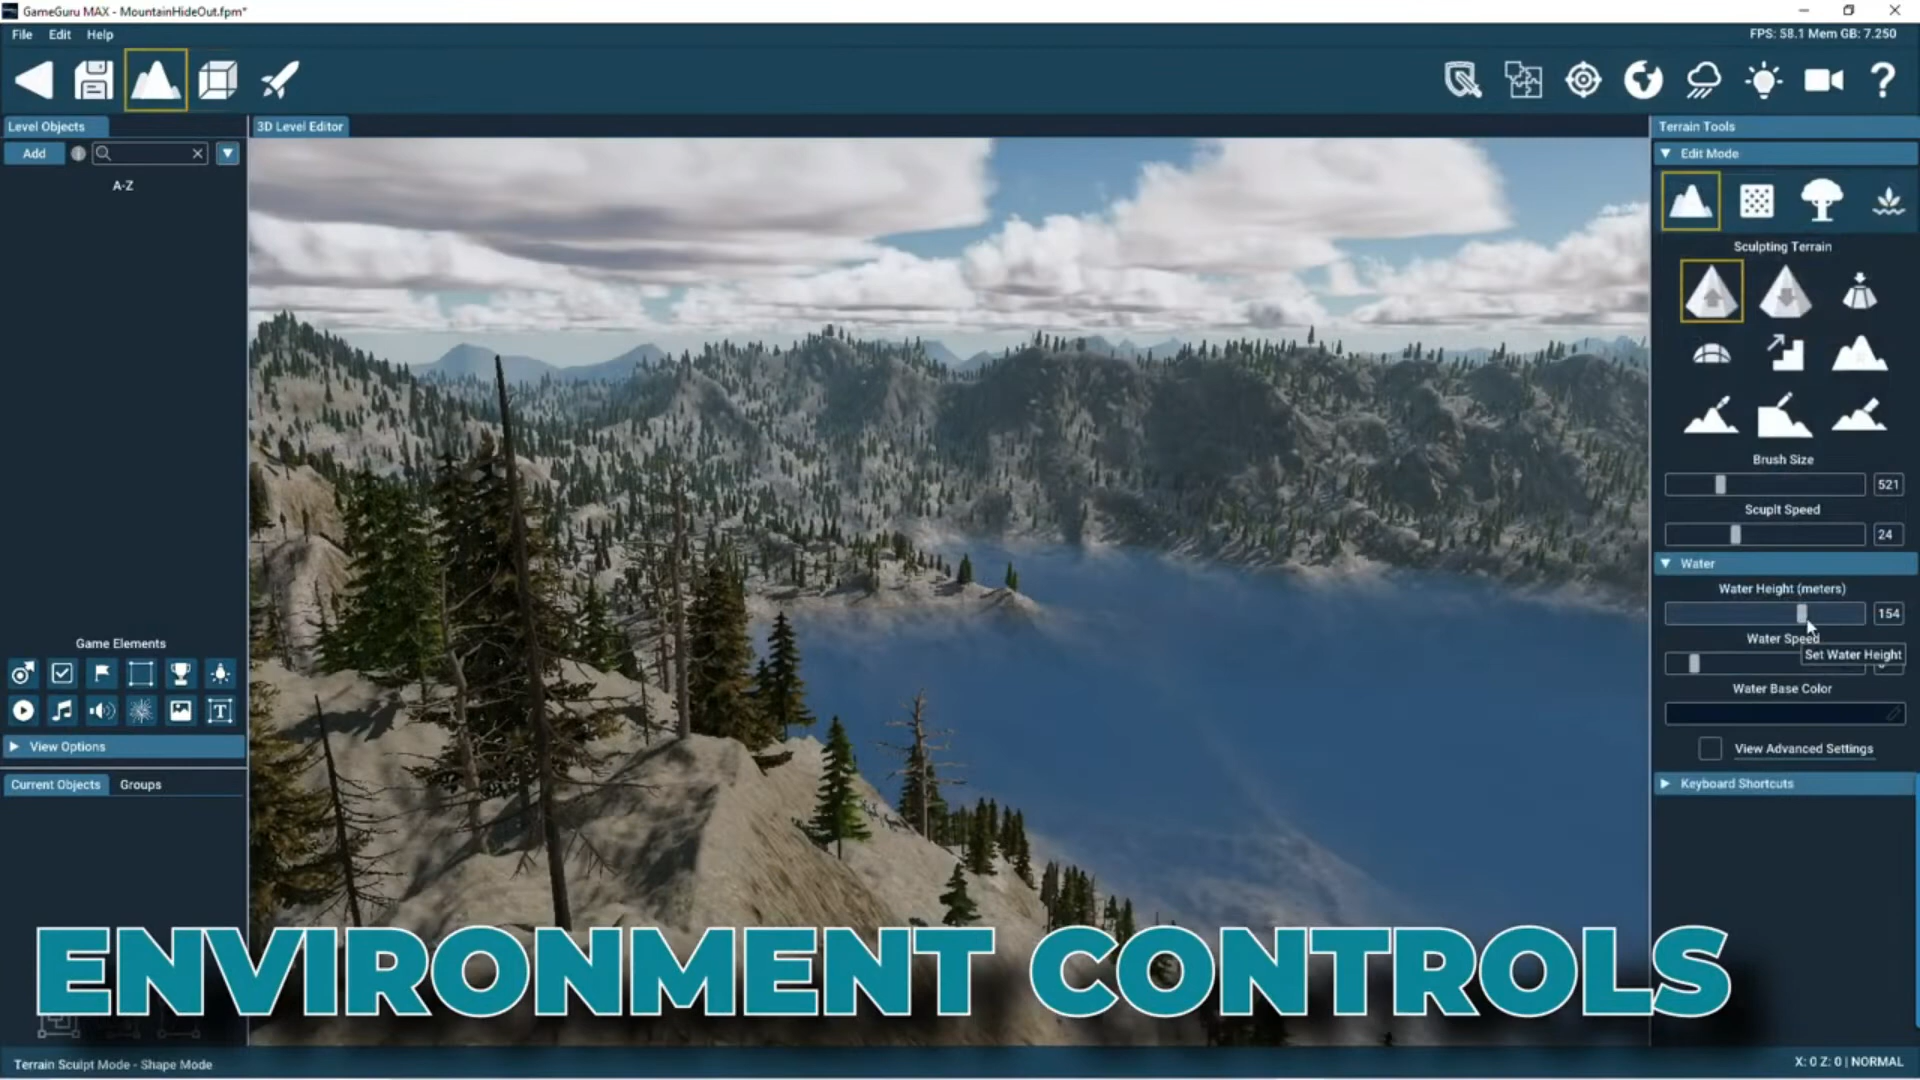 GameGuru MAX - MountainHideOut.fpm*
File Edit Help
FPS: 58.1 Mem GB: 7.250
Level Objects
3D Level Editor
Terrain Tools
Add
Edit Mode
A-Z
Sculpting Terrain
Brush Size
521
Scuplt Speed
24
Water
Water Height (meters)
154
Water Speed
Set Water Height
Water Base Color
View Advanced Settings
Keyboard Shortcuts
Game Elements
T
View Options
Current Objects Groups
ENVIRONMENT CONTROLS
Terrain Sculpt Mode - Shape Mode
X: 0 Z: 0 | NORMAL